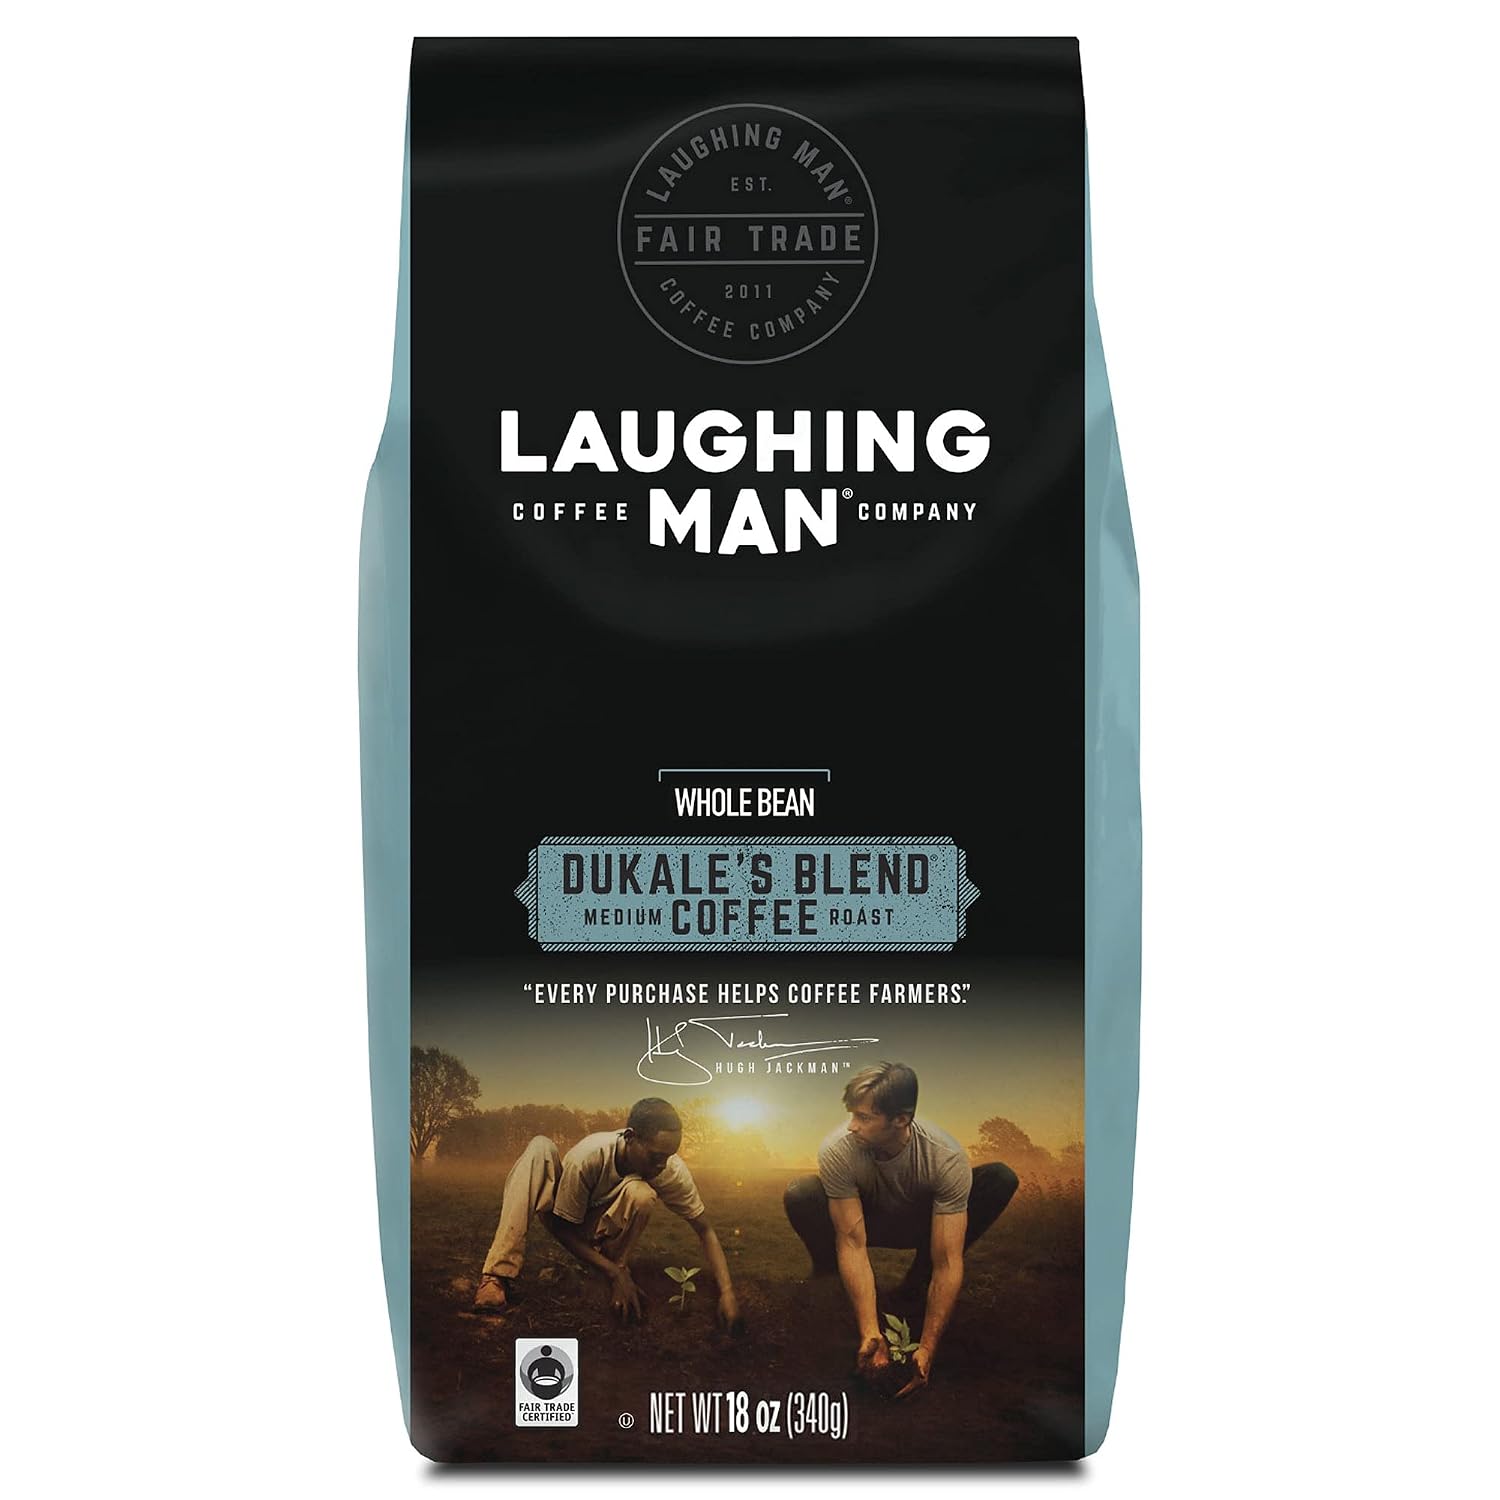 LAUGHING MAN®
EST.
FAIR TRADE
2011
COFFEE COMPANY
LAUGHING
COFFEE MAN® COMPANY
WHOLE BEAN
DUKALE'S BLEND®
MEDIUM COFFEE ROAST
“EVERY PURCHASE HELPS COFFEE FARMERS.”
HUGH JACKMAN™
FAIR TRADE
CERTIFIED™
U NET WT 18 oz (340g)